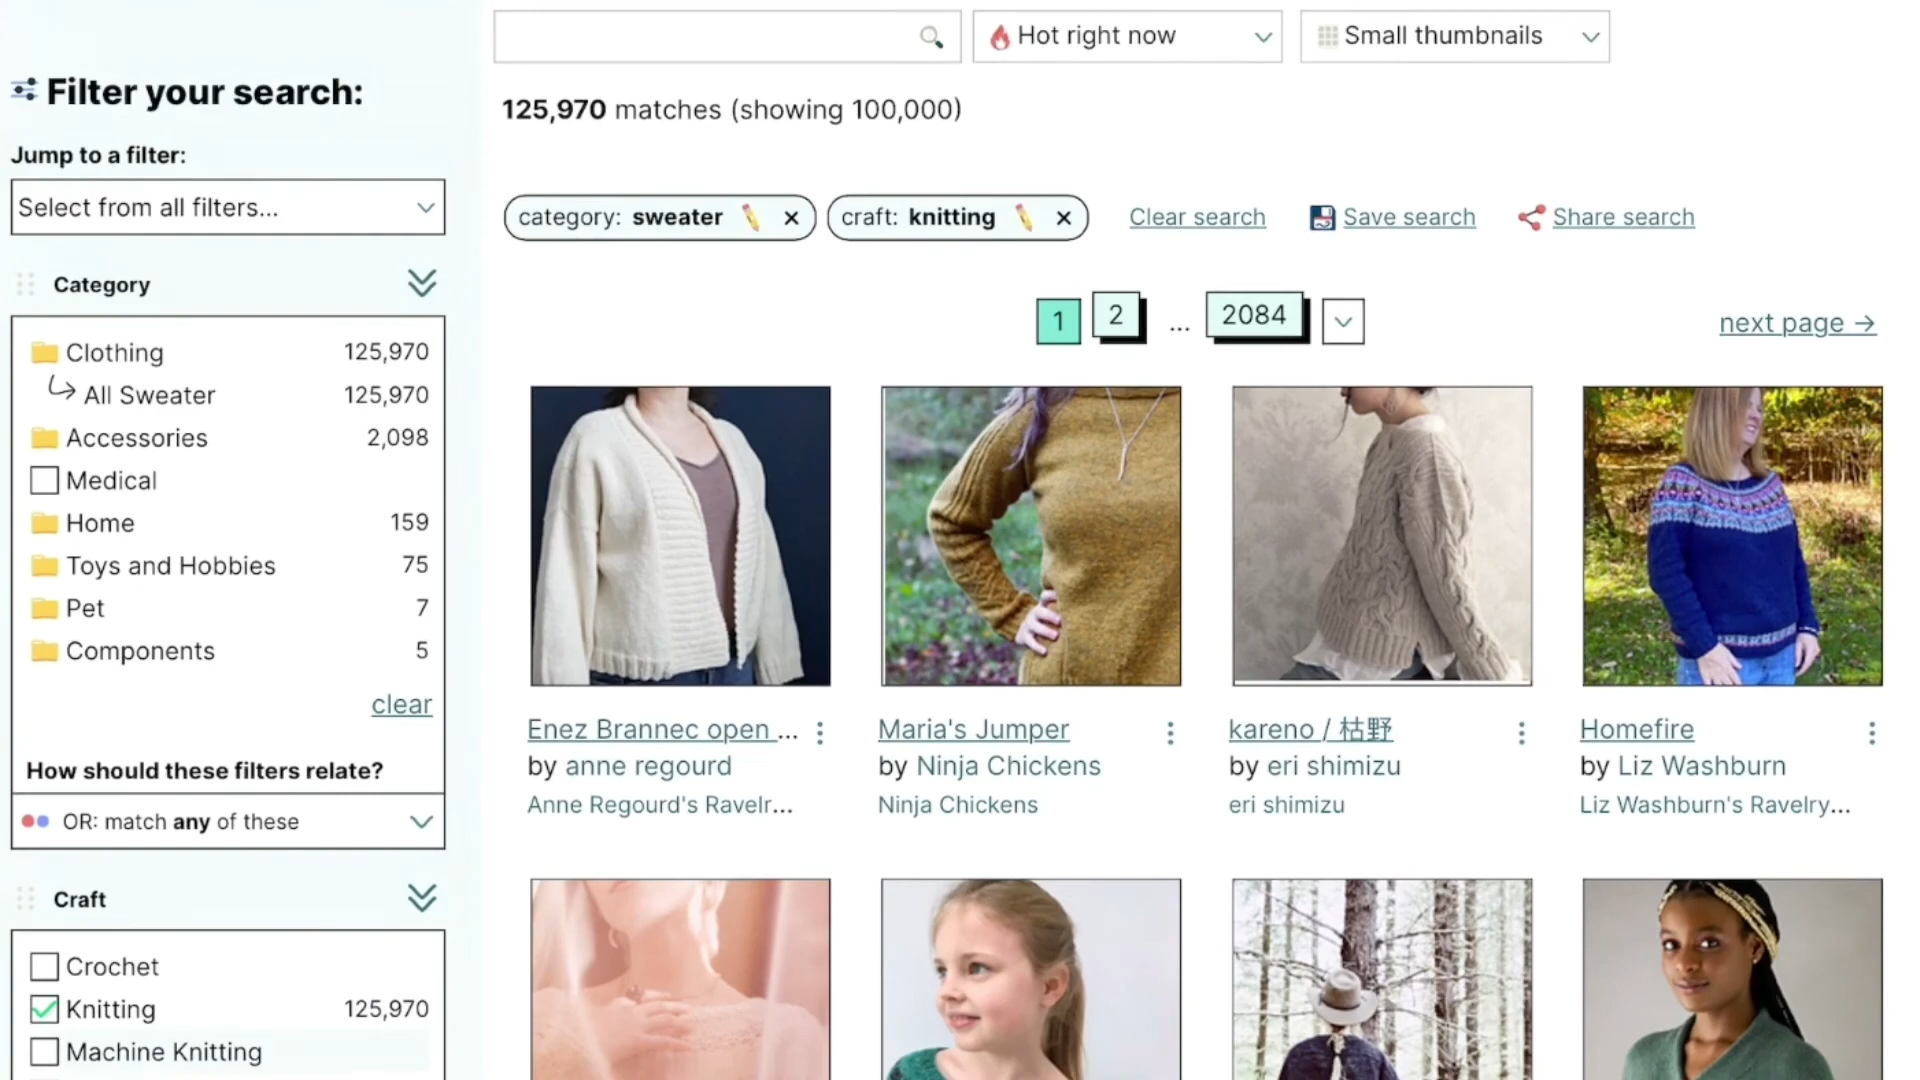 Hot right now
Small thumbnails
Filter your search:
125,970 matches (showing 100,000)
Jump to a filter:
Select from all filters...
category: sweater
craft: knitting
Clear search
Save search
Share search
Category
1
2
...
2084
next page →
Clothing 125,970
All Sweater 125,970
Accessories 2,098
Medical
Home 159
Toys and Hobbies 75
Pet 7
Components 5
clear
How should these filters relate?
OR: match any of these
Enez Brannec open ...
by anne regourd
Anne Regourd's Ravelr...
Maria's Jumper
by Ninja Chickens
Ninja Chickens
kareno / 枯野
by eri shimizu
eri shimizu
Homefire
by Liz Washburn
Liz Washburn's Ravelry...
Craft
Crochet
Knitting 125,970
Machine Knitting